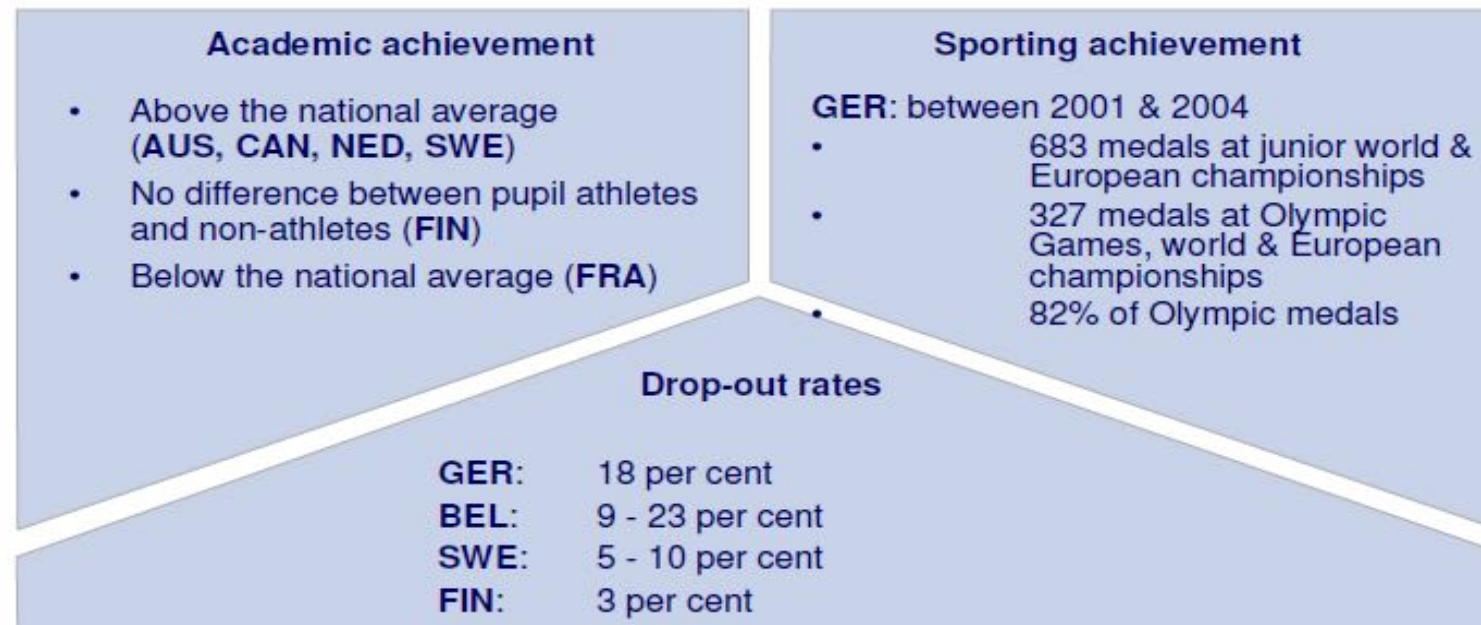 Academic achievement
• Above the national average
(AUS, CAN, NED, SWE)
• No difference between pupil athletes
and non-athletes (FIN)
• Below the national average (FRA)
Sporting achievement
GER: between 2001 & 2004
• 683 medals at junior world &
European championships
• 327 medals at Olympic
Games, world & European
championships
• 82% of Olympic medals
Drop-out rates
GER: 18 per cent
BEL: 9 - 23 per cent
SWE: 5 - 10 per cent
FIN: 3 per cent